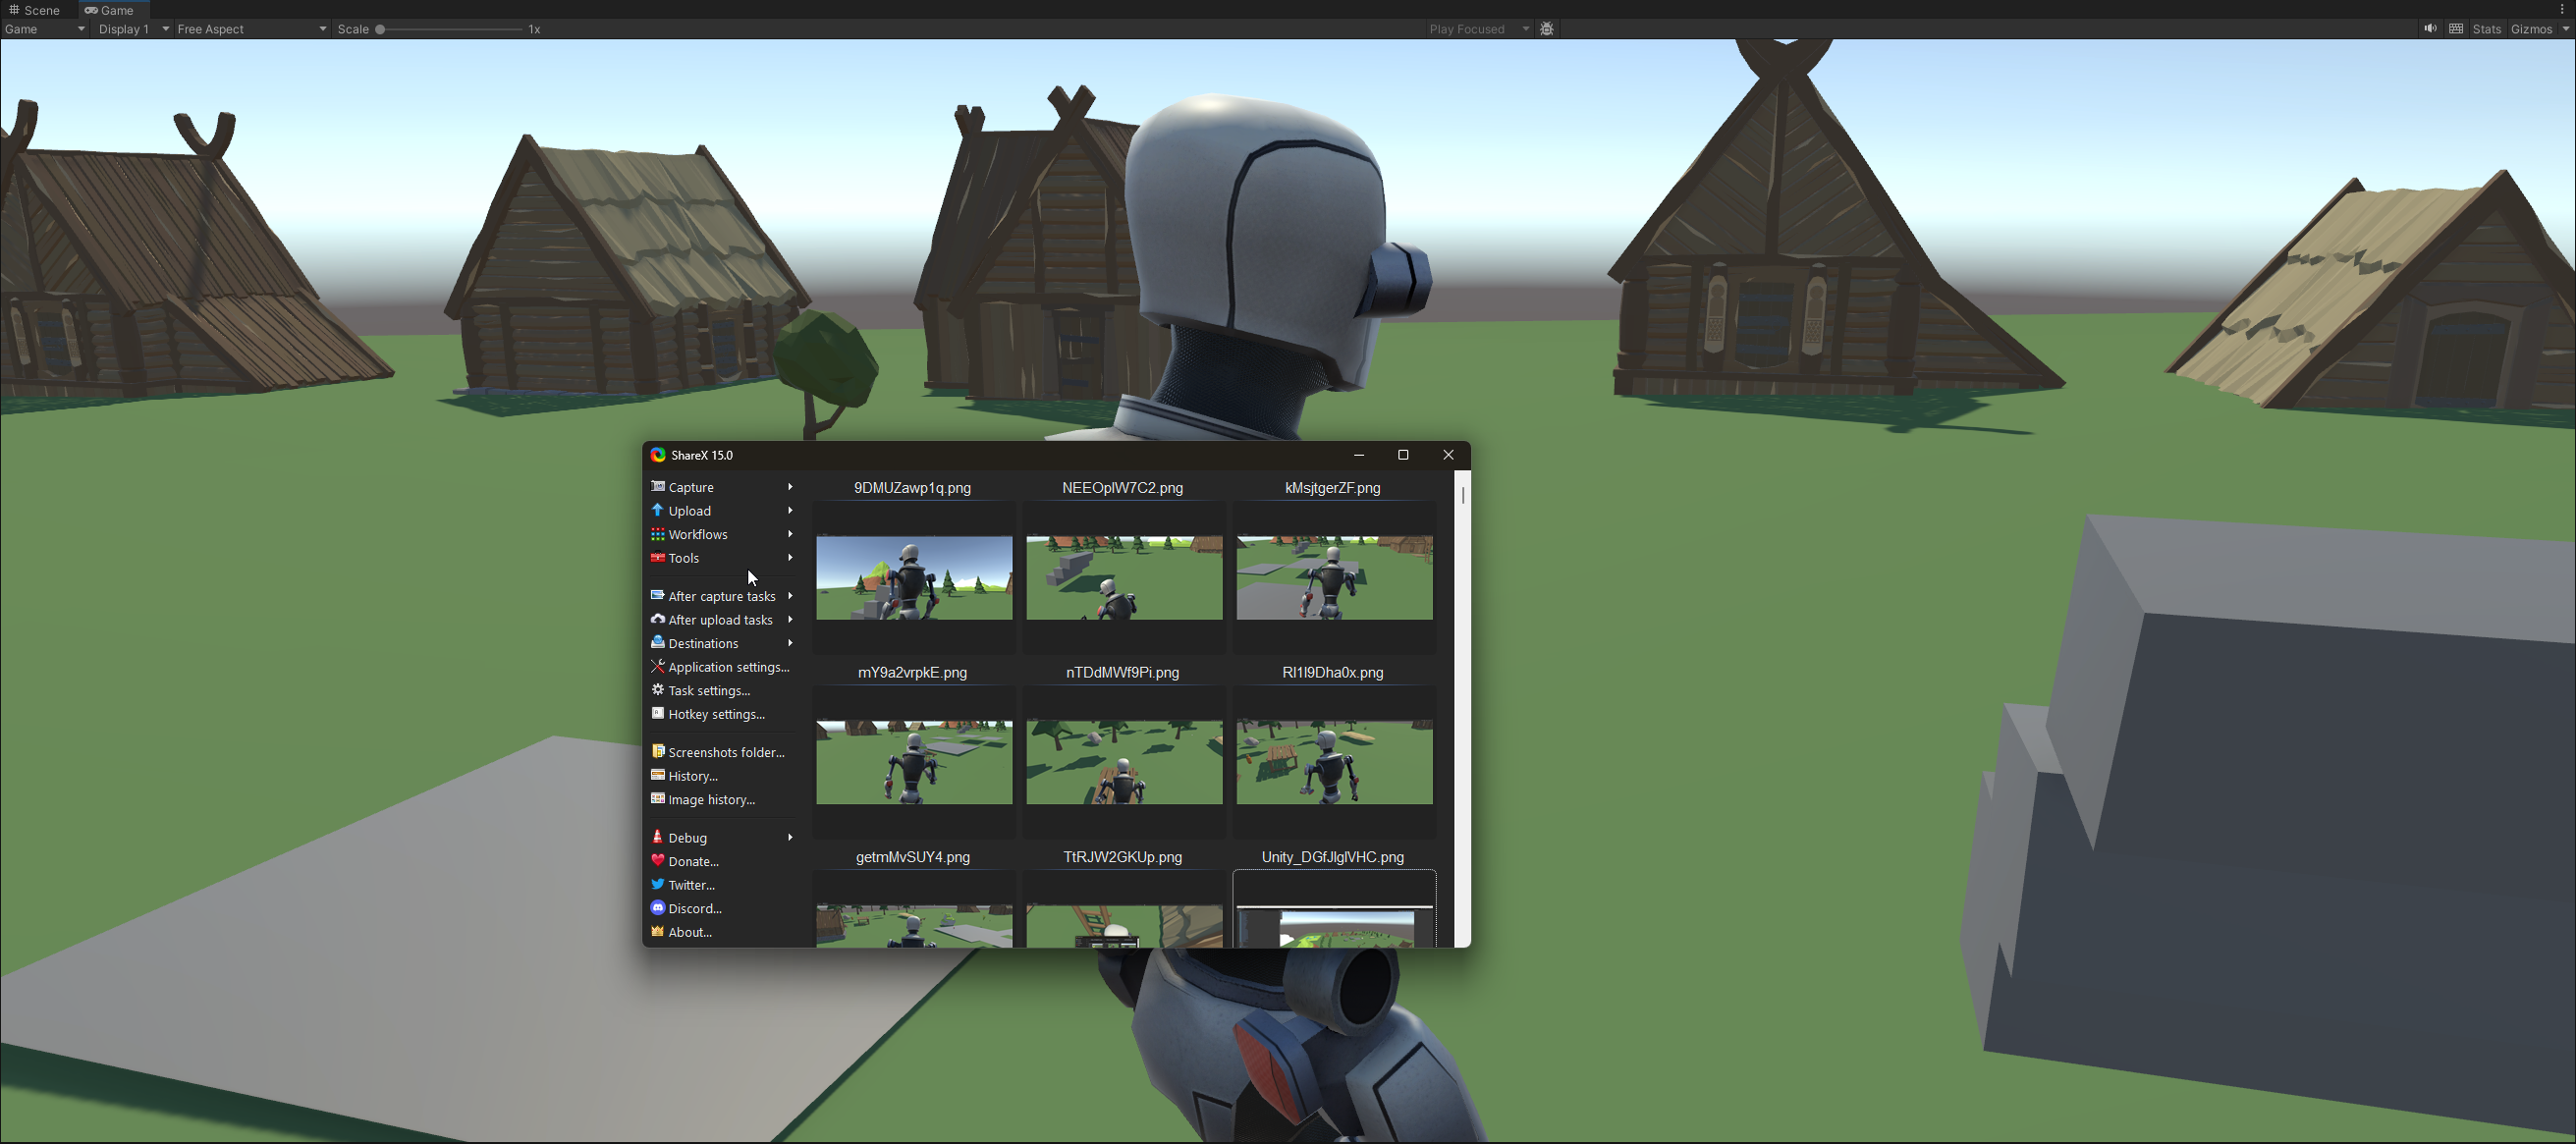 Scene
Game
Game
Display 1
Free Aspect
Scale
1x
Play Focused
Stats
Gizmos
ShareX 15.0
Capture
Upload
Workflows
Tools
After capture tasks
After upload tasks
Destinations
Application settings...
Task settings...
Hotkey settings...
Screenshots folder...
History...
Image history...
Debug
Donate...
Twitter...
Discord...
About...
9DMUZawp1q.png
NEEOplW7C2.png
kMsjtgerZF.png
mY9a2vrpkE.png
nTDdMWf9Pi.png
RI1I9Dha0x.png
getmMvSUY4.png
TtRJW2GKUp.png
Unity_DGfJlglVHC.png